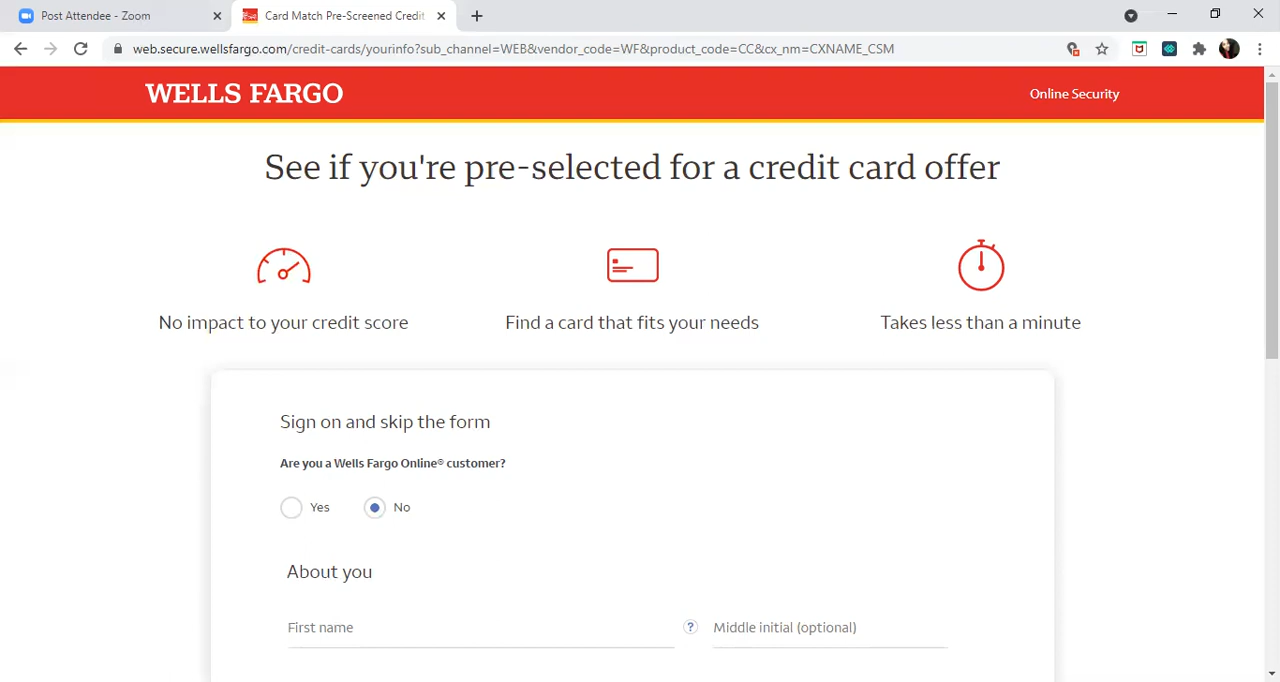 Post Attendee - Zoom
Card Match Pre-Screened Credit
web.secure.wellsfargo.com/credit-cards/yourinfo?sub_channel=WEB&vendor_code=WF&product_code=CC&cx_nm=CXNAME_CSM
WELLS FARGO
Online Security
See if you're pre-selected for a credit card offer
No impact to your credit score
Find a card that fits your needs
Takes less than a minute
Sign on and skip the form
Are you a Wells Fargo Online® customer?
Yes
No
About you
First name
?
Middle initial (optional)